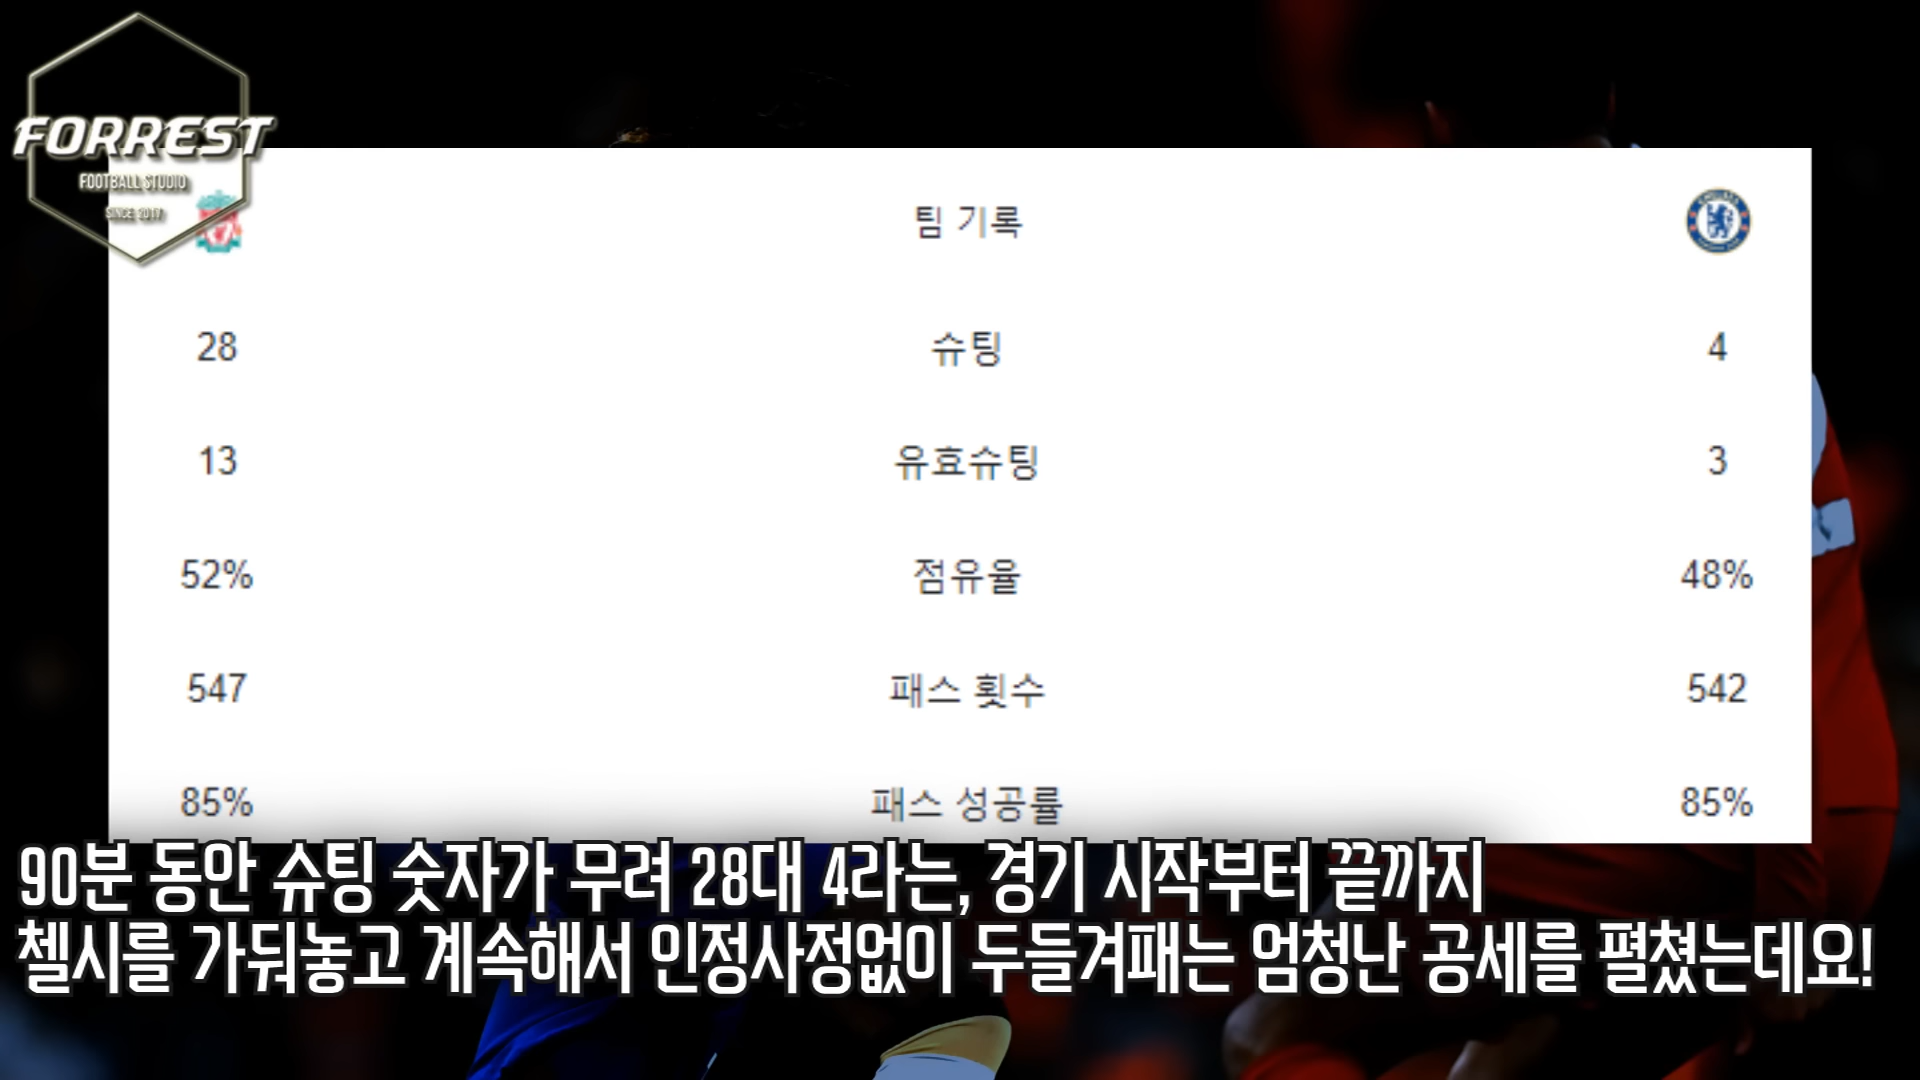 FORREST
FOOTBALL STUDIO
SINCE 2017
팀 기록
28 슈팅 4
13 유효슈팅 3
52% 점유율 48%
547 패스 횟수 542
85% 패스 성공률 85%
90분 동안 슈팅 숫자가 무려 28대 4라는, 경기 시작부터 끝까지
첼시를 가둬놓고 계속해서 인정사정없이 두들겨패는 엄청난 공세를 펼쳤는데요!